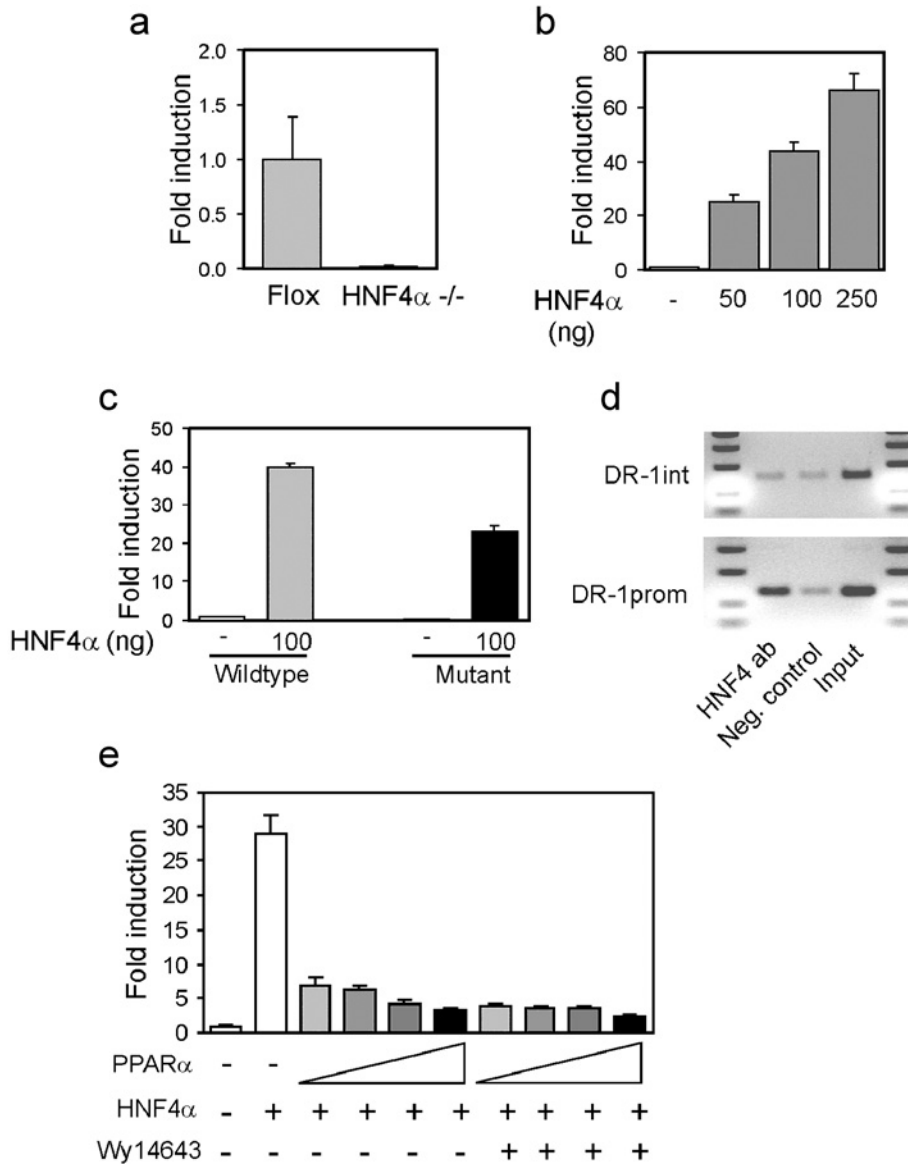 a
2.0
1.5
1.0
0.5
0.0
Fold induction
Flox HNF4α -/-
b
80
60
40
20
0
Fold induction
HNF4α (ng)
- 50 100 250
c
50
40
30
20
10
0
Fold induction
HNF4α (ng) - 100 - 100
Wildtype Mutant
d
DR-1int
DR-1prom
HNF4 ab
Neg. control
Input
e
35
30
25
20
15
10
5
0
Fold induction
PPARα - -
HNF4α - + + + + + + + + +
Wy14643 - - - - - - + + + +